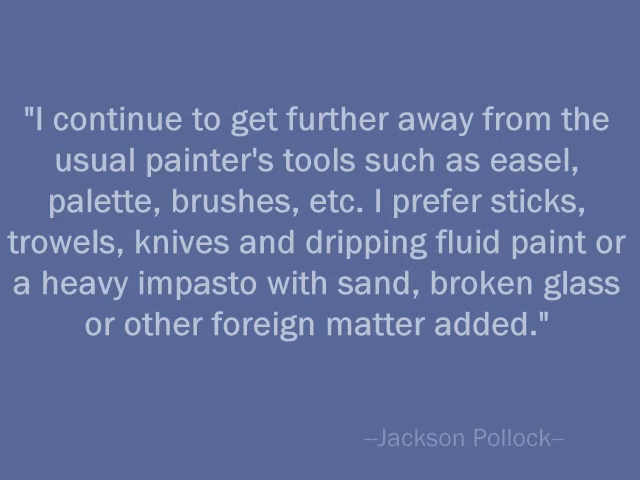 "I continue to get further away from the
usual painter's tools such as easel,
palette, brushes, etc. I prefer sticks,
trowels, knives and dripping fluid paint or
a heavy impasto with sand, broken glass
or other foreign matter added."
--Jackson Pollock--